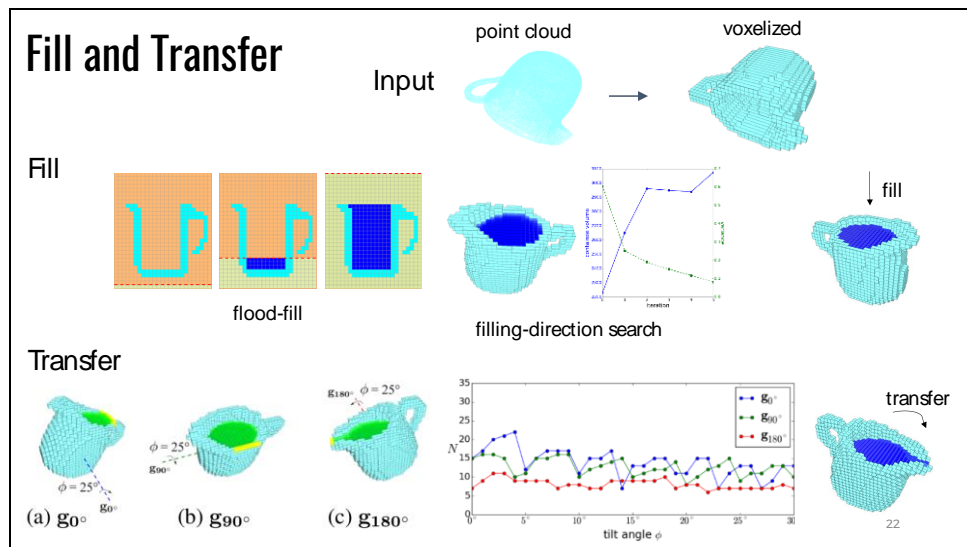 Fill and Transfer
Input
point cloud
voxelized
Fill
flood-fill
iteration
filling-direction search
fill
Transfer
ϕ = 25°
g₀°
(a) g₀°
ϕ = 25°
g₉₀°
(b) g₉₀°
g₁₈₀°
ϕ = 25°
(c) g₁₈₀°
N
35
30
25
20
15
10
5
0
0°
5°
10°
15°
20°
25°
30
tilt angle ϕ
g₀°
g₉₀°
g₁₈₀°
transfer
22